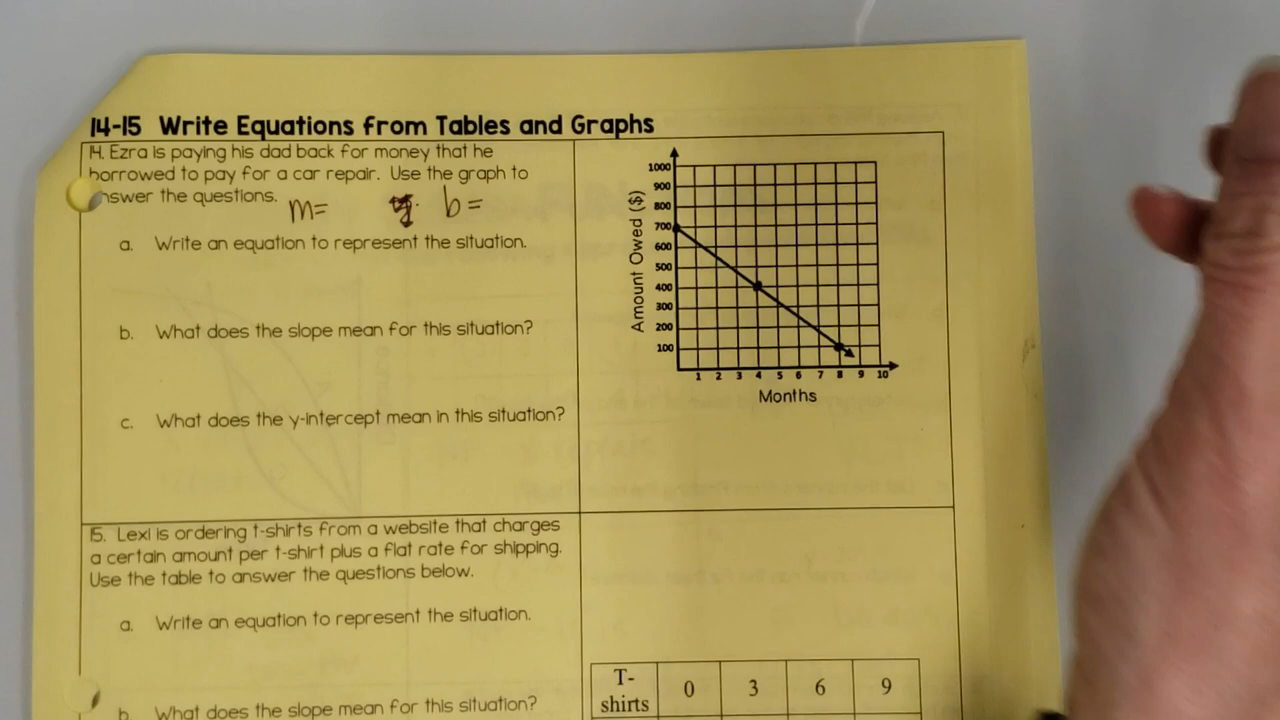 14-15 Write Equations from Tables and Graphs
14. Ezra is paying his dad back for money that he
borrowed to pay for a car repair. Use the graph to
nswer the questions.
m= b=
a. Write an equation to represent the situation.
b. What does the slope mean for this situation?
c. What does the y-intercept mean in this situation?
Amount Owed ($)
1000
900
800
700
600
500
400
300
200
100
1 2 3 4 5 6 7 8 9 10
Months
15. Lexi is ordering t-shirts from a website that charges
a certain amount per t-shirt plus a flat rate for shipping.
Use the table to answer the questions below.
a. Write an equation to represent the situation.
b. What does the slope mean for this situation?
T-
shirts 0 3 6 9